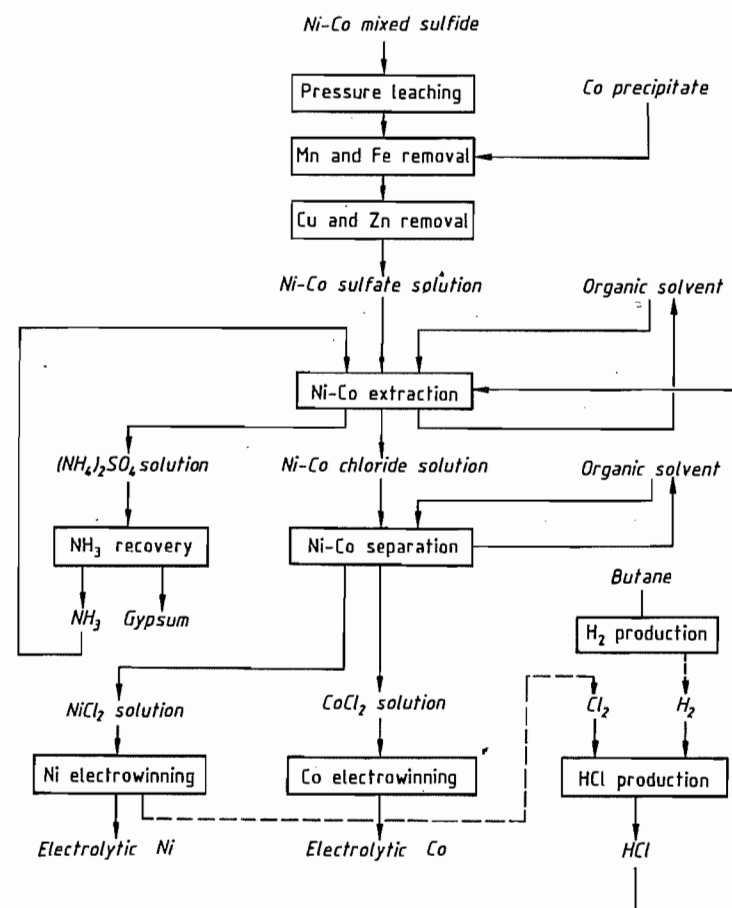 Ni-Co mixed sulfide
Pressure leaching
Co precipitate
Mn and Fe removal
Cu and Zn removal
Ni-Co sulfate solution
Organic solvent
Ni-Co extraction
(NH₄)₂SO₄ solution
Ni-Co chloride solution
Organic solvent
NH₃ recovery
Ni-Co separation
NH₃
Gypsum
Butane
H₂ production
NiCl₂ solution
CoCl₂ solution
Cl₂
H₂
Ni electrowinning
Co electrowinning
HCl production
Electrolytic Ni
Electrolytic Co
HCl